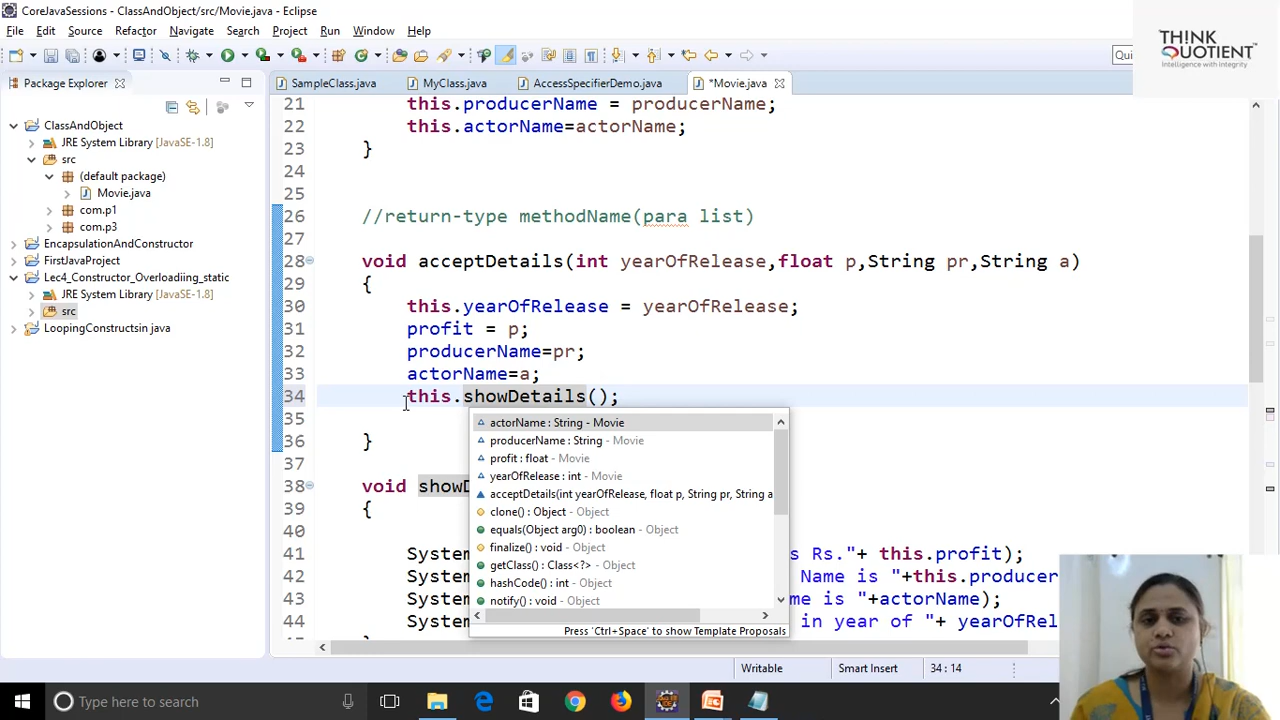 CoreJavaSessions - ClassAndObject/src/Movie.java - Eclipse
File Edit Source Refactor Navigate Search Project Run Window Help
THINK
QUOTIENT
Intelligence with integrity
Qui
Package Explorer
SampleClass.java MyClass.java AccessSpecifierDemo.java *Movie.java
ClassAndObject
JRE System Library [JavaSE-1.8]
src
(default package)
Movie.java
com.p1
com.p3
EncapsulationAndConstructor
FirstJavaProject
Lec4_Constructor_Overloadiing_static
JRE System Library [JavaSE-1.8]
src
LoopingConstructsin java
21 this.producerName = producerName;
22 this.actorName=actorName;
23 }
24
25
26 //return-type methodName(para list)
27
28 void acceptDetails(int yearOfRelease,float p,String pr,String a)
29 {
30 this.yearOfRelease = yearOfRelease;
31 profit = p;
32 producerName=pr;
33 actorName=a;
34 this.showDetails();
35
36 }
37
38 void showD
39 {
40
41 System s Rs."+ this.profit);
42 System Name is "+this.producer
43 System me is "+actorName);
44 System in year of "+ yearOfRel
actorName : String - Movie
producerName : String - Movie
profit : float - Movie
yearOfRelease : int - Movie
acceptDetails(int yearOfRelease, float p, String pr, String a
clone() : Object - Object
equals(Object arg0) : boolean - Object
finalize() : void - Object
getClass() : Class<?> - Object
hashCode() : int - Object
notify() : void - Object
Press 'Ctrl+Space' to show Template Proposals
Writable Smart Insert 34 : 14
Type here to search